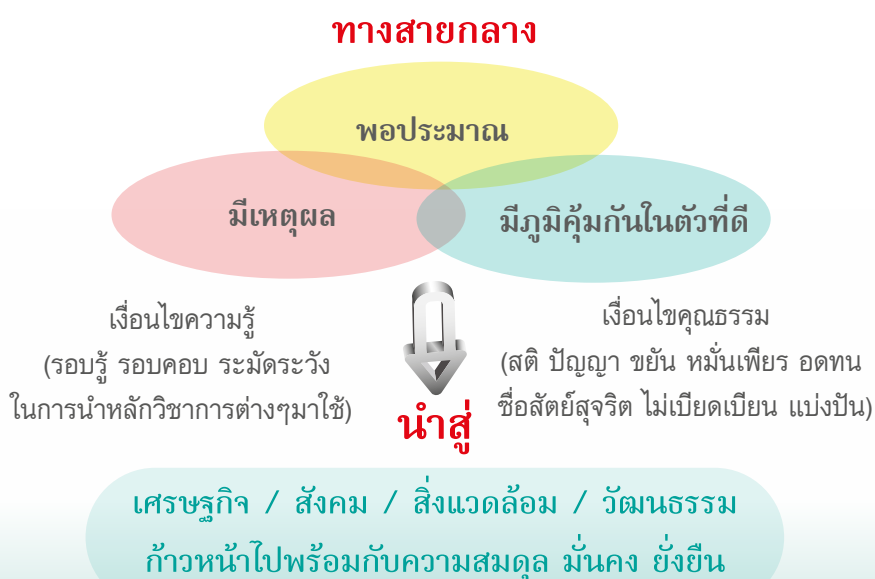 ทางสายกลาง
พอประมาณ
มีเหตุผล
มีภูมิคุ้มกันในตัวที่ดี
เงื่อนไขความรู้
(รอบรู้ รอบคอบ ระมัดระวัง
ในการนำหลักวิชาการต่างๆมาใช้)
เงื่อนไขคุณธรรม
(สติ ปัญญา ขยัน หมั่นเพียร อดทน
ซื่อสัตย์สุจริต ไม่เบียดเบียน แบ่งปัน)
นำสู่
เศรษฐกิจ / สังคม / สิ่งแวดล้อม / วัฒนธรรม
ก้าวหน้าไปพร้อมกับความสมดุล มั่นคง ยั่งยืน